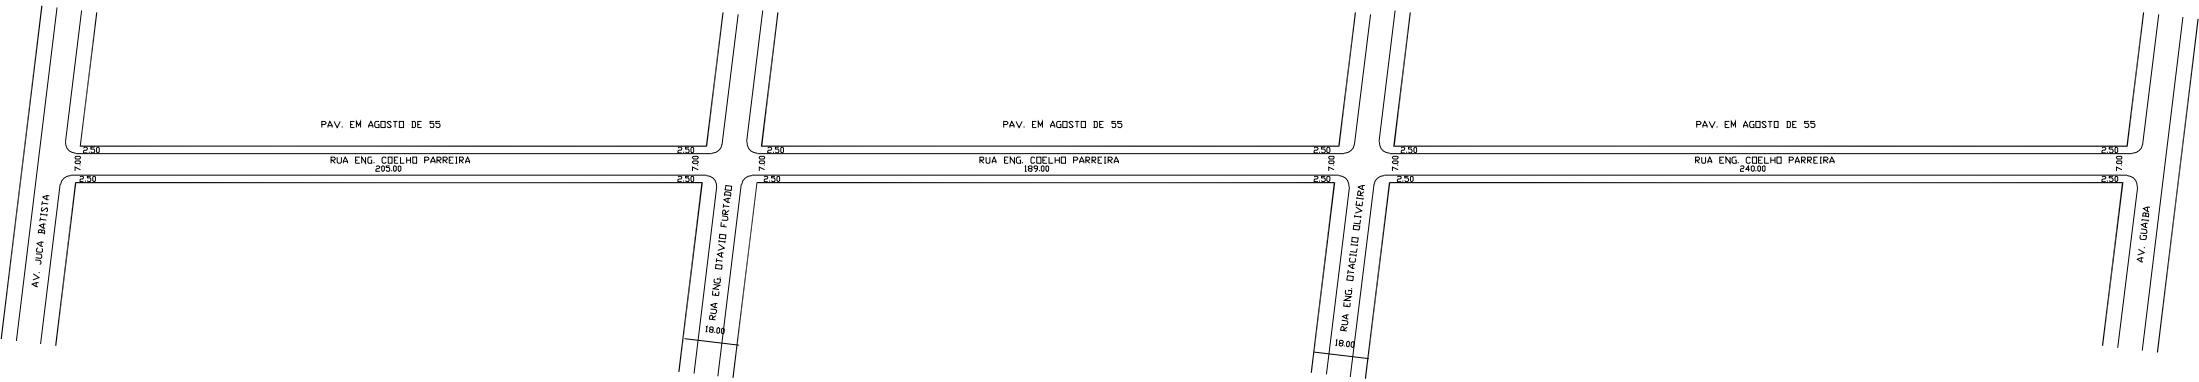 PAV. EM AGOSTO DE 55
PAV. EM AGOSTO DE 55
PAV. EM AGOSTO DE 55
2.50
2.50
2.50
2.50
2.50
2.50
7.00
RUA ENG. COELHO PARREIRA
205.00
7.00
7.00
RUA ENG. COELHO PARREIRA
189.00
7.00
7.00
RUA ENG. COELHO PARREIRA
240.00
7.00
2.50
2.50
2.50
2.50
2.50
2.50
AV. JUCA BATISTA
RUA ENG. OTAVIO FURTADO
18.00
RUA ENG. OTACILIO OLIVEIRA
18.00
AV. GUAIBA